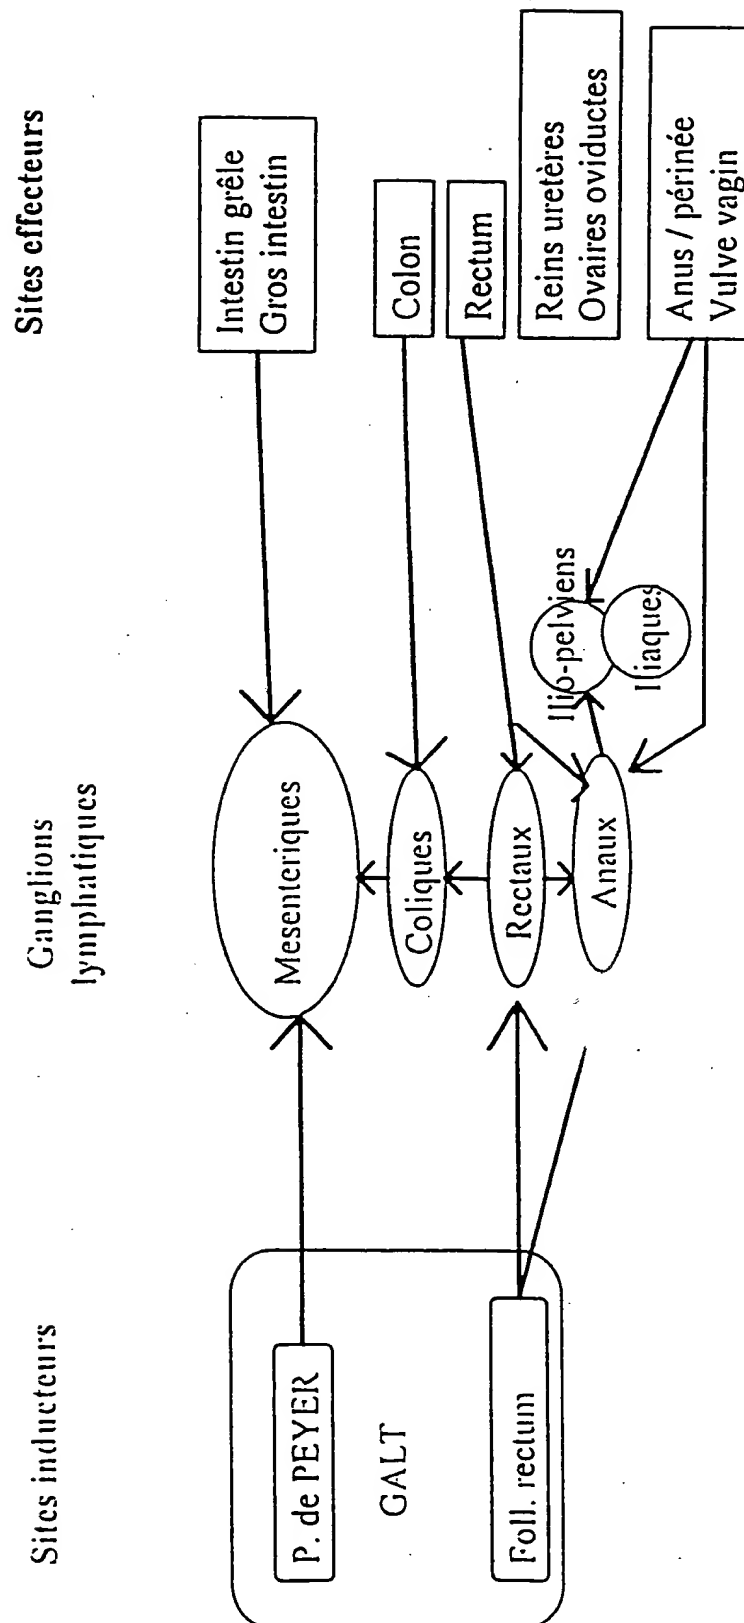 Sites inducteurs
Ganglions
lymphatiques
Sites effecteurs
P. de PEYER
GALT
Foll. rectum
Mesenteriques
Coliques
Rectaux
Anaux
Ilio-pelviens
Iliaques
Intestin grêle
Gros intestin
Colon
Rectum
Reins uretères
Ovaires oviductes
Anus / périnée
Vulve vagin